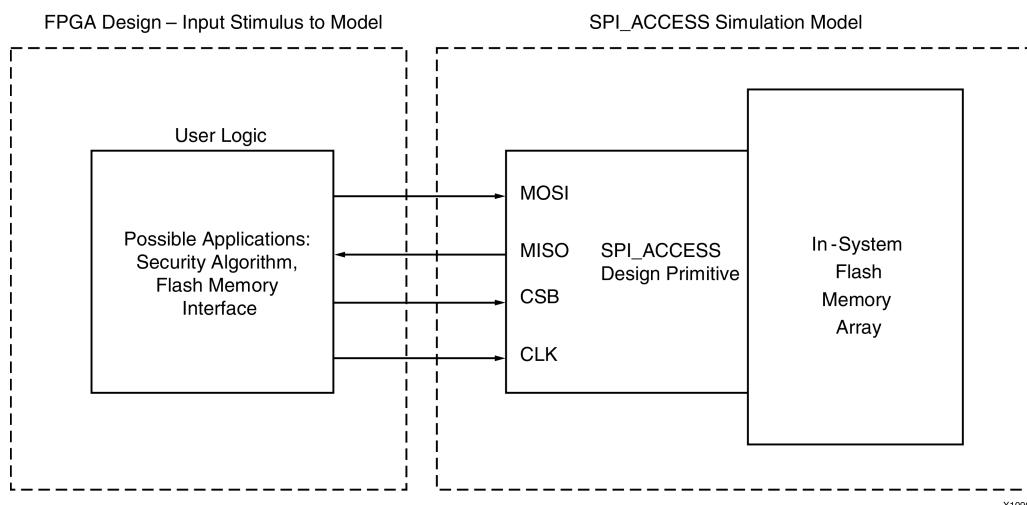 FPGA Design – Input Stimulus to Model
SPI_ACCESS Simulation Model
User Logic
Possible Applications:
Security Algorithm,
Flash Memory
Interface
MOSI
MISO
CSB
CLK
SPI_ACCESS
Design Primitive
In-System
Flash
Memory
Array